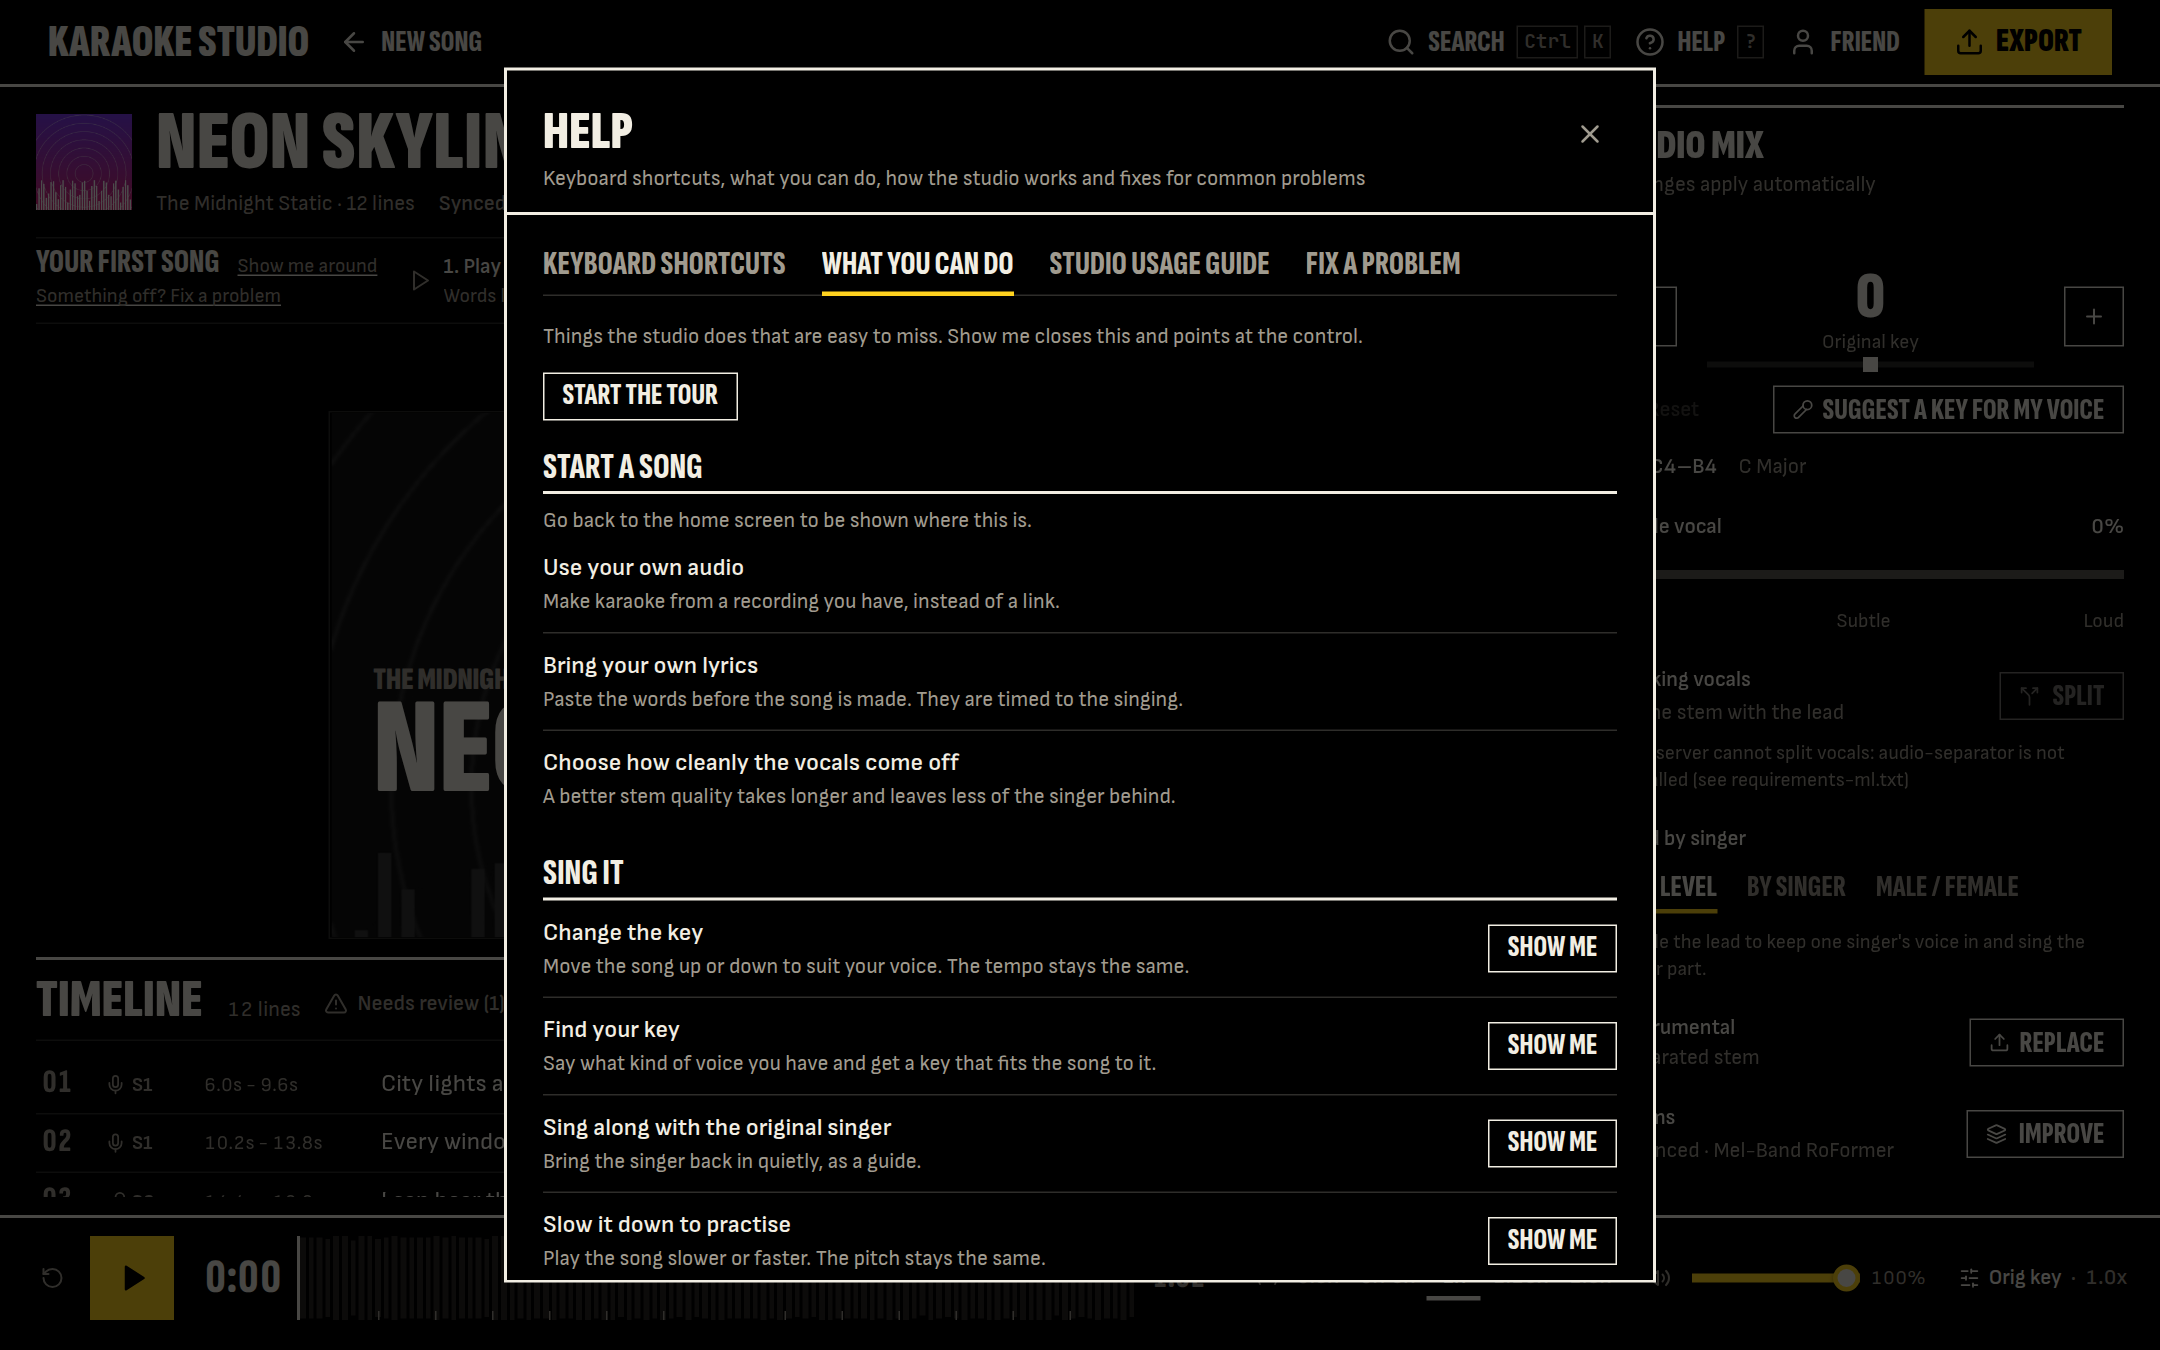 KARAOKE STUDIO
NEW SONG
SEARCH Ctrl K
HELP ?
FRIEND
EXPORT
NEON SKYLIN
The Midnight Static · 12 lines Synced
YOUR FIRST SONG Show me around
Something off? Fix a problem
1. Play
Words
THE MIDNIGH
NEO
TIMELINE 12 lines Needs review (1)
01 S1 6.0s - 9.6s City lights a
02 S1 10.2s - 13.8s Every windo
0:00
HELP
Keyboard shortcuts, what you can do, how the studio works and fixes for common problems
KEYBOARD SHORTCUTS WHAT YOU CAN DO STUDIO USAGE GUIDE FIX A PROBLEM
Things the studio does that are easy to miss. Show me closes this and points at the control.
START THE TOUR
START A SONG
Go back to the home screen to be shown where this is.
Use your own audio
Make karaoke from a recording you have, instead of a link.
Bring your own lyrics
Paste the words before the song is made. They are timed to the singing.
Choose how cleanly the vocals come off
A better stem quality takes longer and leaves less of the singer behind.
SING IT
Change the key
Move the song up or down to suit your voice. The tempo stays the same.
SHOW ME
Find your key
Say what kind of voice you have and get a key that fits the song to it.
SHOW ME
Sing along with the original singer
Bring the singer back in quietly, as a guide.
SHOW ME
Slow it down to practise
Play the song slower or faster. The pitch stays the same.
SHOW ME
DIO MIX
nges apply automatically
0
Original key
eset
SUGGEST A KEY FOR MY VOICE
C4–B4 C Major
e vocal 0%
Subtle Loud
king vocals
ne stem with the lead
SPLIT
server cannot split vocals: audio-separator is not
lled (see requirements-ml.txt)
d by singer
LEVEL BY SINGER MALE / FEMALE
le the lead to keep one singer's voice in and sing the
r part.
rumental
arated stem
REPLACE
ns
nced · Mel-Band RoFormer
IMPROVE
100% Orig key · 1.0x